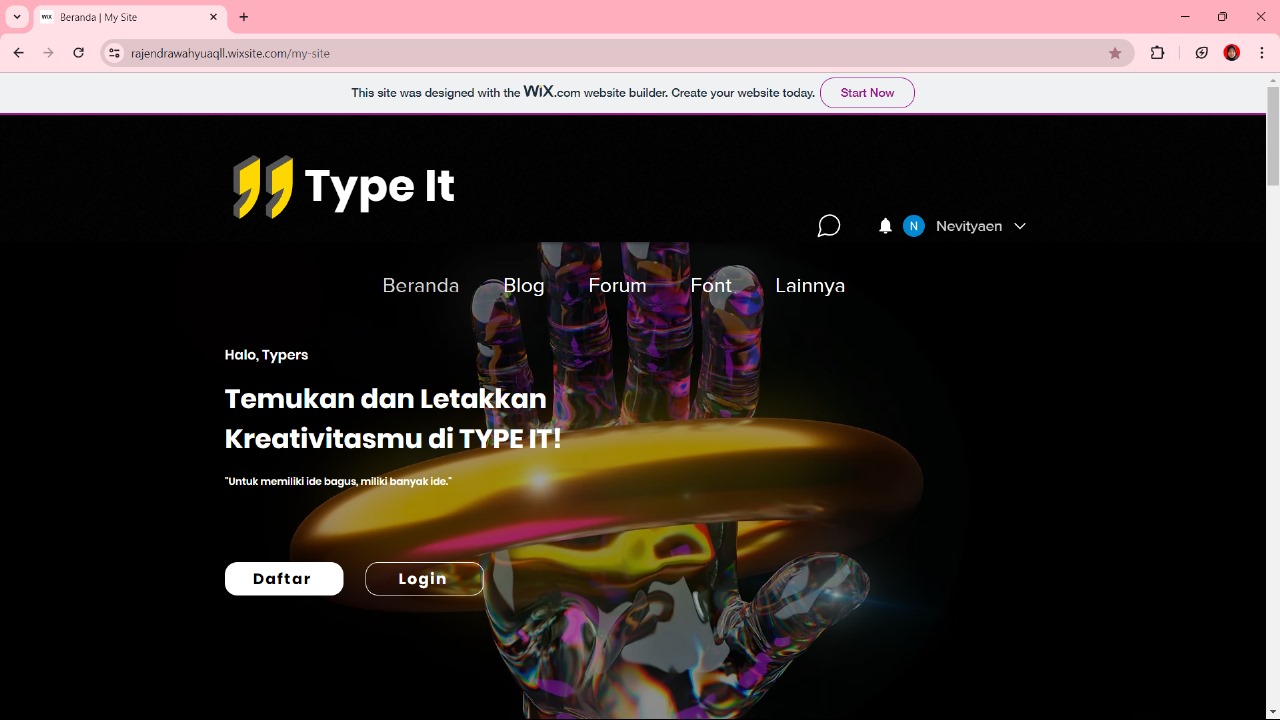 WiX Beranda | My Site
rajendrawahyuaqll.wixsite.com/my-site
This site was designed with the WiX.com website builder. Create your website today. Start Now
Type It
N Nevityaen
Beranda Blog Forum Font Lainnya
Halo, Typers
Temukan dan Letakkan
Kreativitasmu di TYPE IT!
"Untuk memiliki ide bagus, miliki banyak ide."
Daftar Login